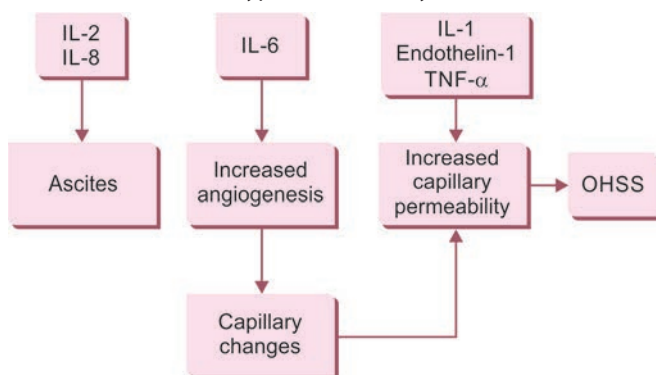 IL-2
IL-8
IL-6
IL-1
Endothelin-1
TNF-α
Ascites
Increased
angiogenesis
Increased
capillary
permeability
OHSS
Capillary
changes